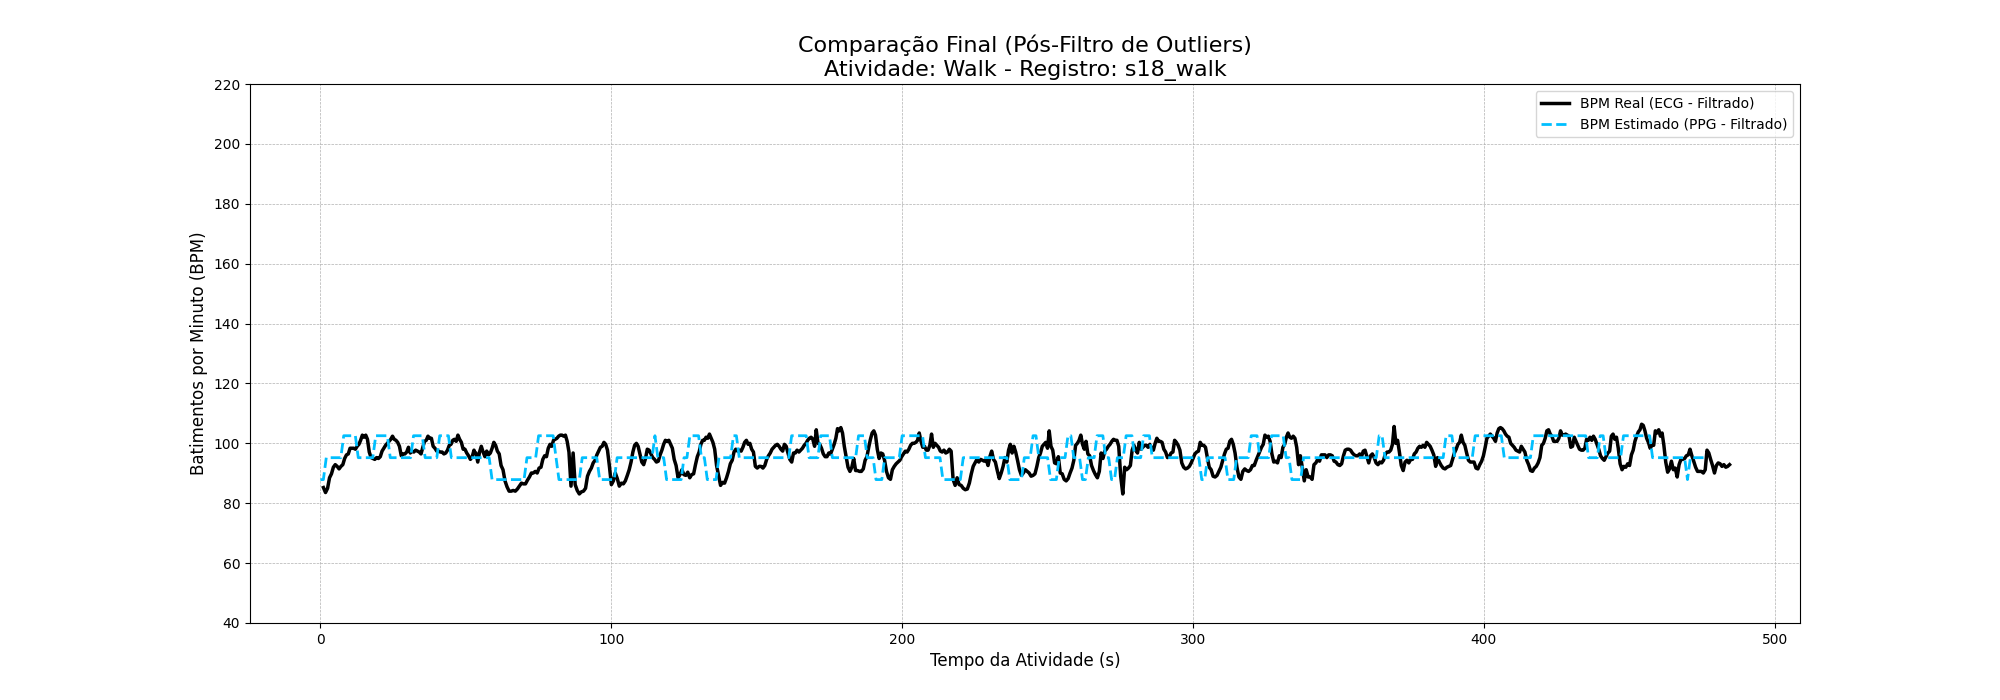 Comparação Final (Pós-Filtro de Outliers)
Atividade: Walk - Registro: s18_walk
BPM Real (ECG - Filtrado)
BPM Estimado (PPG - Filtrado)
Batimentos por Minuto (BPM)
220
200
180
160
140
120
100
80
60
40
0
100
200
300
400
500
Tempo da Atividade (s)